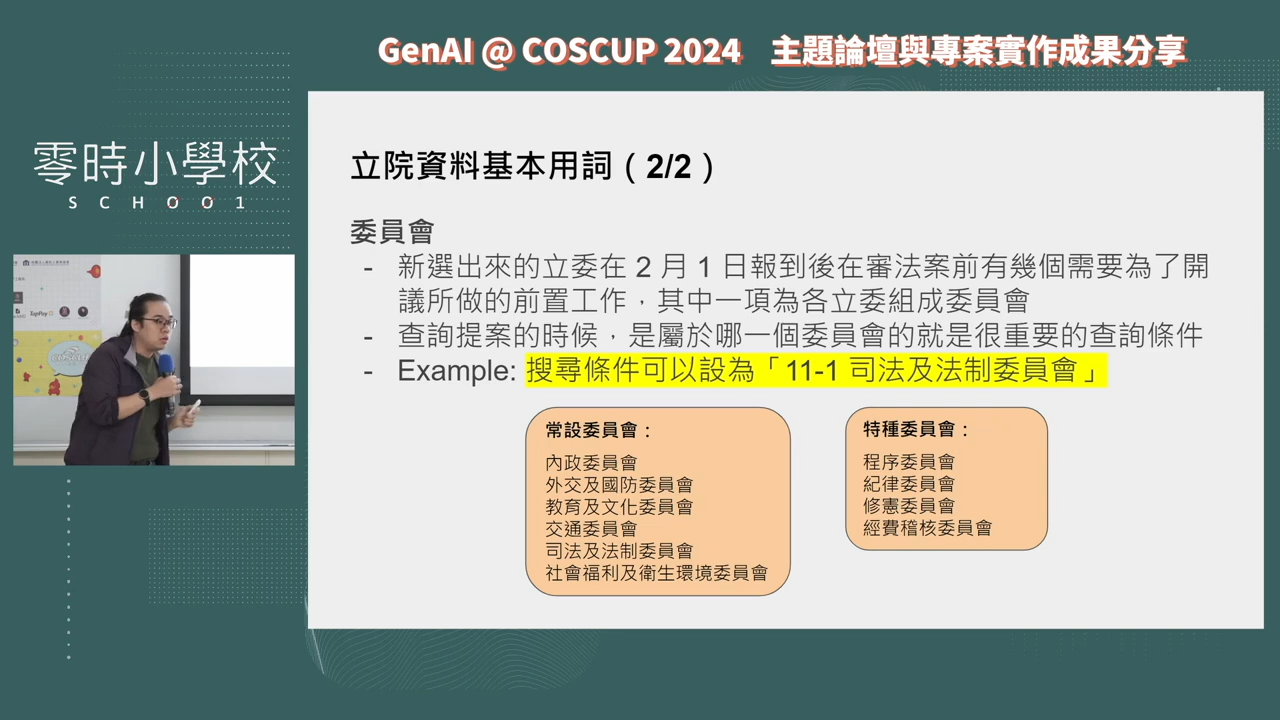 GenAI @ COSCUP 2024 主題論壇與專案實作成果分享
零時小學校
SCHOO1
TapPay
立院資料基本用詞（2/2）
委員會
- 新選出來的立委在 2 月 1 日報到後在審法案前有幾個需要為了開
議所做的前置工作，其中一項為各立委組成委員會
- 查詢提案的時候，是屬於哪一個委員會的就是很重要的查詢條件
- Example: 搜尋條件可以設為「 11-1 司法及法制委員會」
常設委員會：
內政委員會
外交及國防委員會
教育及文化委員會
交通委員會
司法及法制委員會
社會福利及衛生環境委員會
特種委員會：
程序委員會
紀律委員會
修憲委員會
經費稽核委員會